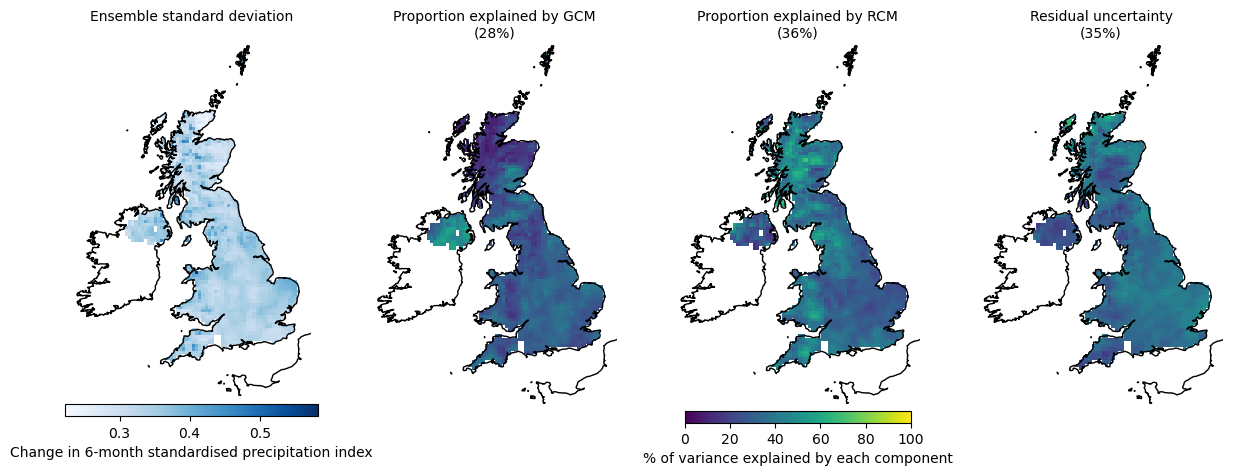 Ensemble standard deviation
Proportion explained by GCM
(28%)
Proportion explained by RCM
(36%)
Residual uncertainty
(35%)
0.3 0.4 0.5
Change in 6-month standardised precipitation index
0 20 40 60 80 100
% of variance explained by each component